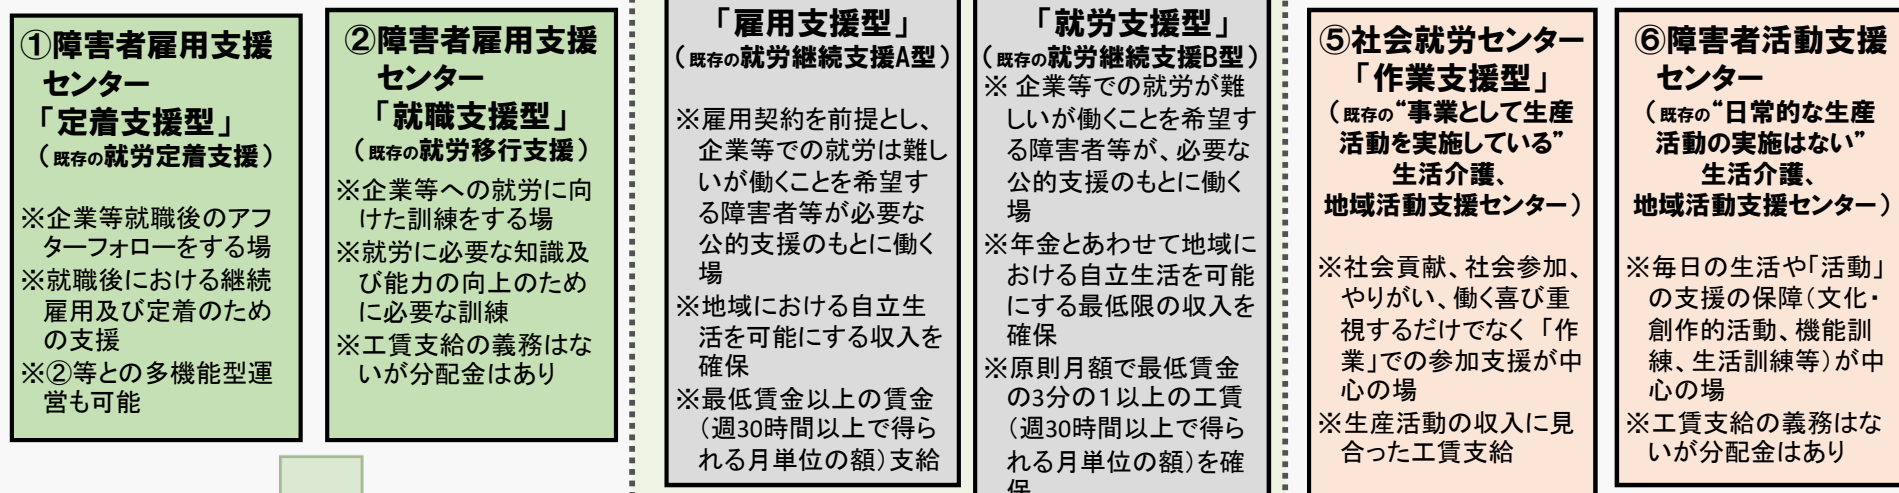 ①障害者雇用支援
センター
「定着支援型」
（既存の就労定着支援）
※企業等就職後のアフ
ターフォローをする場
※就職後における継続
雇用及び定着のため
の支援
※②等との多機能型運
営も可能
②障害者雇用支援
センター
「就職支援型」
（既存の就労移行支援）
※企業等への就労に向
けた訓練をする場
※就労に必要な知識及
び能力の向上のため
に必要な訓練
※工賃支給の義務はな
いが分配金はあり
「雇用支援型」
（既存の就労継続支援A型）
※雇用契約を前提とし、
企業等での就労は難し
いが働くことを希望す
る障害者等が必要な
公的支援のもとに働く
場
※地域における自立生
活を可能にする収入を
確保
※最低賃金以上の賃金
（週30時間以上で得ら
れる月単位の額）支給
「就労支援型」
（既存の就労継続支援B型）
※ 企業等での就労が難
しいが働くことを希望す
る障害者等が、必要な
公的支援のもとに働く
場
※年金とあわせて地域に
おける自立生活を可能
にする最低限の収入を
確保
※原則月額で最低賃金
の3分の１以上の工賃
（週30時間以上で得ら
れる月単位の額）を確
保
⑤社会就労センター
「作業支援型」
（既存の“事業として生産
活動を実施している”
生活介護、
地域活動支援センター）
※社会貢献、社会参加、
やりがい、働く喜び重
視するだけでなく「作
業」での参加支援が中
心の場
※生産活動の収入に見
合った工賃支給
⑥障害者活動支援
センター
（既存の“日常的な生産
活動の実施はない”
生活介護、
地域活動支援センター）
※毎日の生活や「活動」
の支援の保障（文化・
創作的活動、機能訓
練、生活訓練等）が中
心の場
※工賃支給の義務はな
いが分配金はあり